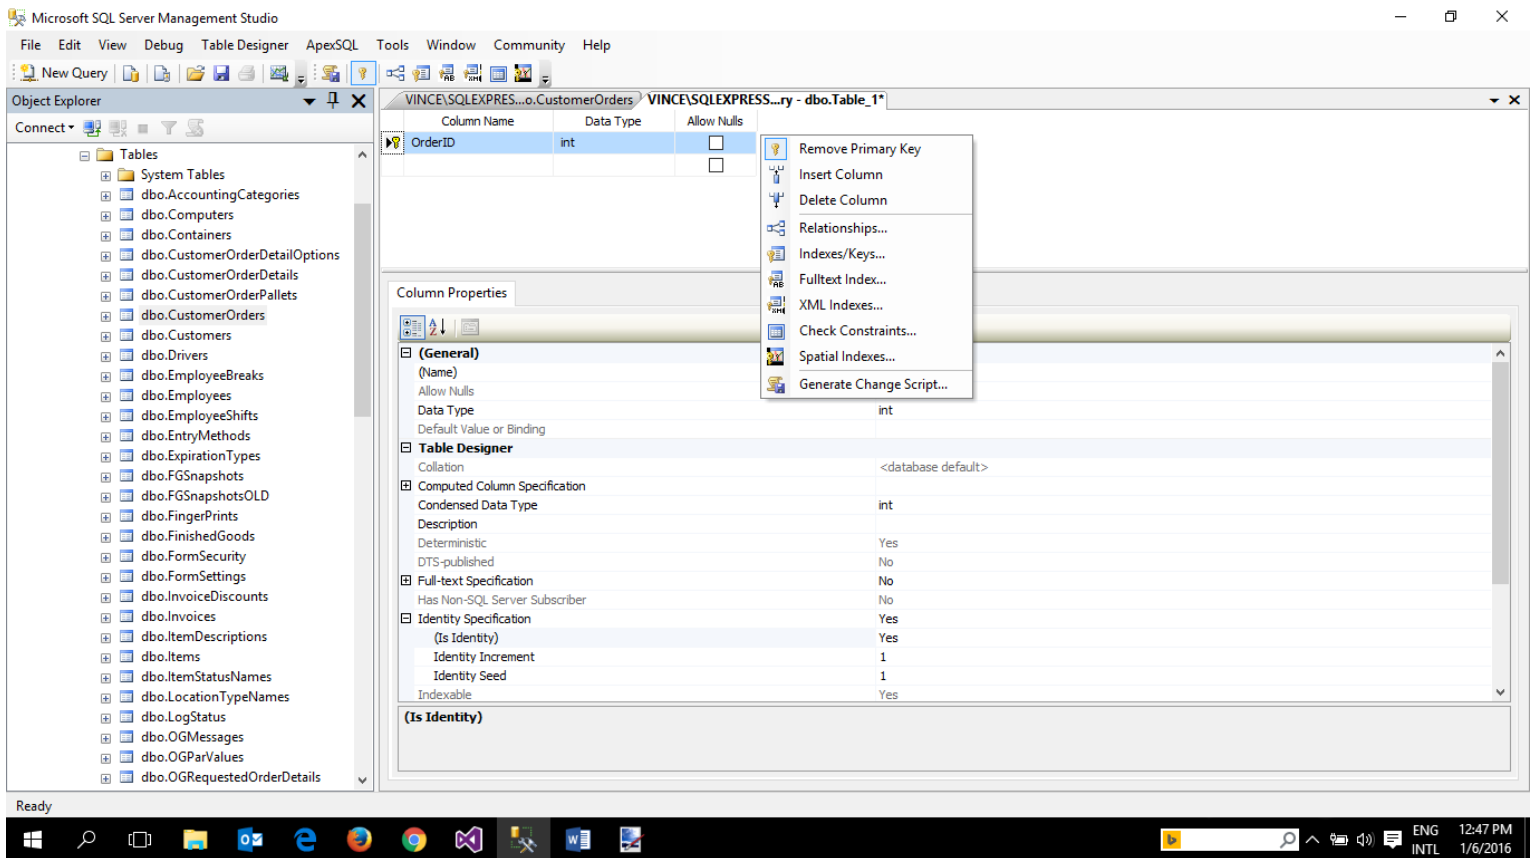 Microsoft SQL Server Management Studio
File Edit View Debug Table Designer ApexSQL Tools Window Community Help
New Query
Object Explorer
Connect
Tables
System Tables
dbo.AccountingCategories
dbo.Computers
dbo.Containers
dbo.CustomerOrderDetailOptions
dbo.CustomerOrderDetails
dbo.CustomerOrderPallets
dbo.CustomerOrders
dbo.Customers
dbo.Drivers
dbo.EmployeeBreaks
dbo.Employees
dbo.EmployeeShifts
dbo.EntryMethods
dbo.ExpirationTypes
dbo.FGSnapshots
dbo.FGSnapshotsOLD
dbo.FingerPrints
dbo.FinishedGoods
dbo.FormSecurity
dbo.FormSettings
dbo.InvoiceDiscounts
dbo.Invoices
dbo.ItemDescriptions
dbo.Items
dbo.ItemStatusNames
dbo.LocationTypeNames
dbo.LogStatus
dbo.OGMessages
dbo.OGParValues
dbo.OGRequestedOrderDetails
VINCE\SQLEXPRES...o.CustomerOrders VINCE\SQLEXPRESS...ry - dbo.Table_1*
Column Name Data Type Allow Nulls
OrderID int
Remove Primary Key
Insert Column
Delete Column
Relationships...
Indexes/Keys...
Fulltext Index...
XML Indexes...
Check Constraints...
Spatial Indexes...
Generate Change Script...
Column Properties
(General)
(Name)
Allow Nulls
Data Type int
Default Value or Binding
Table Designer
Collation <database default>
Computed Column Specification
Condensed Data Type int
Description
Deterministic Yes
DTS-published No
Full-text Specification No
Has Non-SQL Server Subscriber No
Identity Specification Yes
(Is Identity) Yes
Identity Increment 1
Identity Seed 1
Indexable Yes
(Is Identity)
Ready
ENG
INTL
12:47 PM
1/6/2016